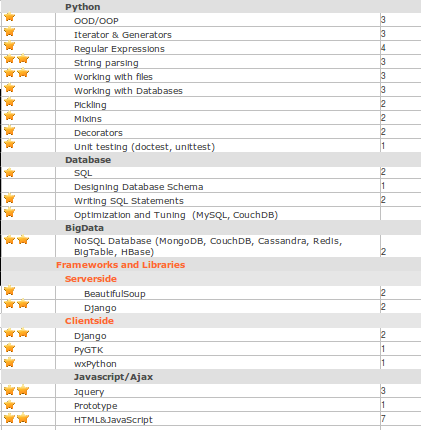 Python
OOD/OOP 3
Iterator & Generators 3
Regular Expressions 4
String parsing 3
Working with files 3
Working with Databases 3
Pickling 2
Mixins 2
Decorators 2
Unit testing (doctest, unittest) 1
Database
SQL 2
Designing Database Schema 1
Writing SQL Statements 2
Optimization and Tuning (MySQL, CouchDB)
BigData
NoSQL Database (MongoDB, CouchDB, Cassandra, Redis,
BigTable, HBase) 2
Frameworks and Libraries
Serverside
BeautifulSoup 2
Django 2
Clientside
Django 2
PyGTK 1
wxPython 1
Javascript/Ajax
Jquery 3
Prototype 1
HTML&JavaScript 7